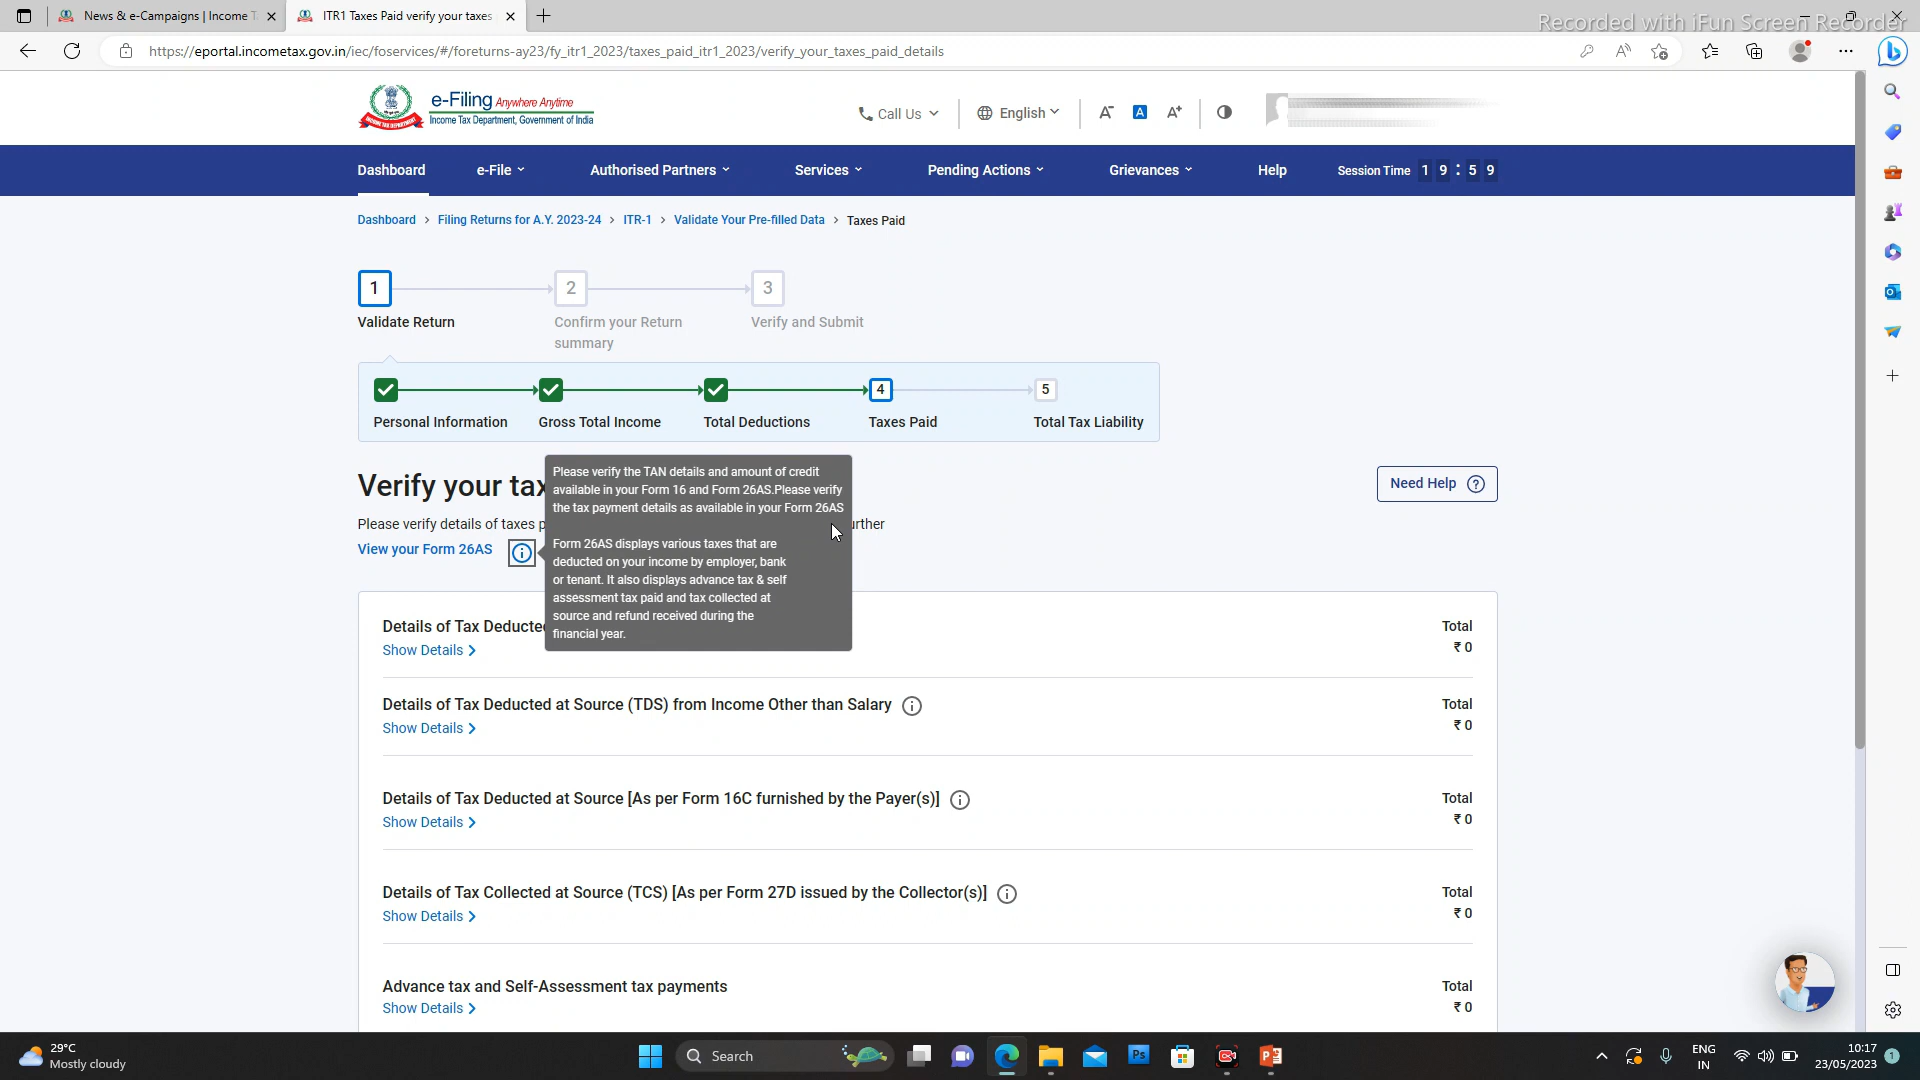 News & e-Campaigns | Income T
ITR1 Taxes Paid verify your taxes
Recorded with iFun Screen Recorder
https://eportal.incometax.gov.in/iec/foservices/#/foreturns-ay23/fy_itr1_2023/taxes_paid_itr1_2023/verify_your_taxes_paid_details
e-Filing Anywhere Anytime
Income Tax Department, Government of India
Call Us
English
A-
A
A+
Dashboard
e-File
Authorised Partners
Services
Pending Actions
Grievances
Help
Session Time 1 9 : 5 9
Dashboard > Filing Returns for A.Y. 2023-24 > ITR-1 > Validate Your Pre-filled Data > Taxes Paid
1
2
3
Validate Return
Confirm your Return
summary
Verify and Submit
4
5
Personal Information
Gross Total Income
Total Deductions
Taxes Paid
Total Tax Liability
Verify your tax
Need Help ?
Please verify details of taxes p
urther
View your Form 26AS
Please verify the TAN details and amount of credit
available in your Form 16 and Form 26AS.Please verify
the tax payment details as available in your Form 26AS
Form 26AS displays various taxes that are
deducted on your income by employer, bank
or tenant. It also displays advance tax & self
assessment tax paid and tax collected at
source and refund received during the
financial year.
Details of Tax Deducte
Total
Show Details
₹ 0
Details of Tax Deducted at Source (TDS) from Income Other than Salary
Total
Show Details
₹ 0
Details of Tax Deducted at Source [As per Form 16C furnished by the Payer(s)]
Total
Show Details
₹ 0
Details of Tax Collected at Source (TCS) [As per Form 27D issued by the Collector(s)]
Total
Show Details
₹ 0
Advance tax and Self-Assessment tax payments
Total
Show Details
₹ 0
29°C
Mostly cloudy
Search
Ps
ENG
IN
10:17
23/05/2023
1